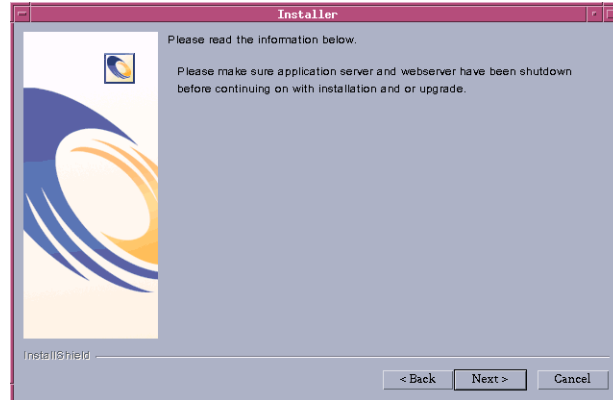 Installer
Please read the information below.
Please make sure application server and webserver have been shutdown
before continuing on with installation and or upgrade.
InstallShield
< Back
Next >
Cancel